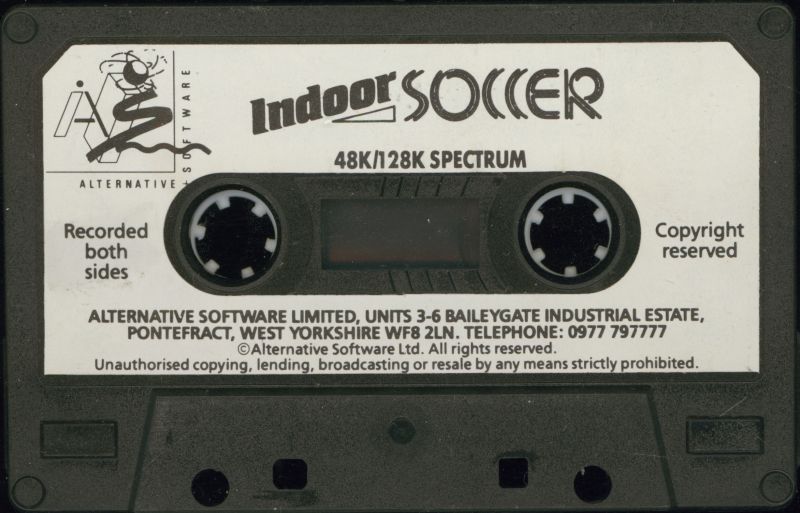 Indoor SOCCER
48K/128K SPECTRUM
AS
SOFTWARE
ALTERNATIVE
Recorded
both
sides
Copyright
reserved
ALTERNATIVE SOFTWARE LIMITED, UNITS 3-6 BAILEYGATE INDUSTRIAL ESTATE,
PONTEFRACT, WEST YORKSHIRE WF8 2LN. TELEPHONE: 0977 797777
©Alternative Software Ltd. All rights reserved.
Unauthorised copying, lending, broadcasting or resale by any means strictly prohibited.